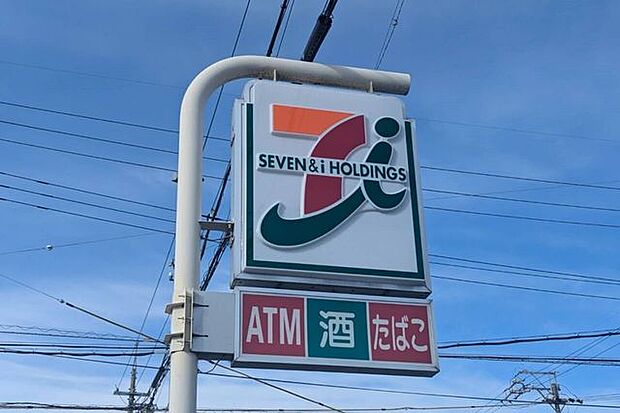 SEVEN&i HOLDINGS
ATM 酒 たばこ